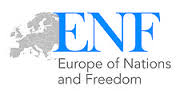 ENF
Europe of Nations
and Freedom